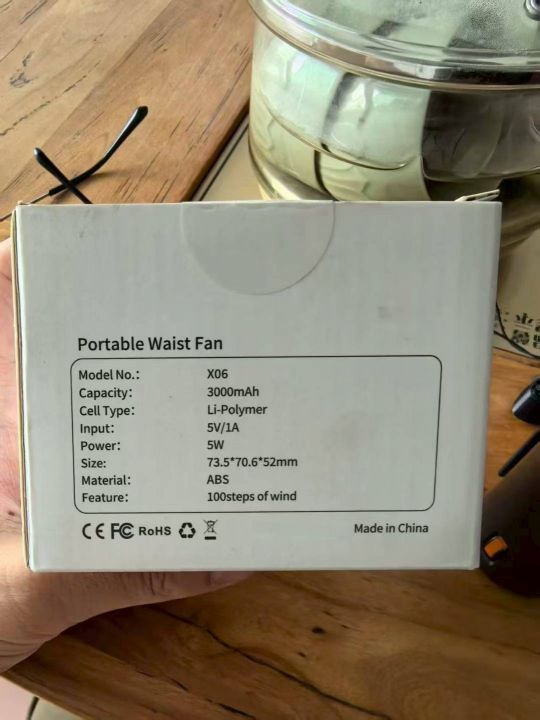 Portable Waist Fan
Model No.: X06
Capacity: 3000mAh
Cell Type: Li-Polymer
Input: 5V/1A
Power: 5W
Size: 73.5*70.6*52mm
Material: ABS
Feature: 100steps of wind
CE FC RoHS
Made in China